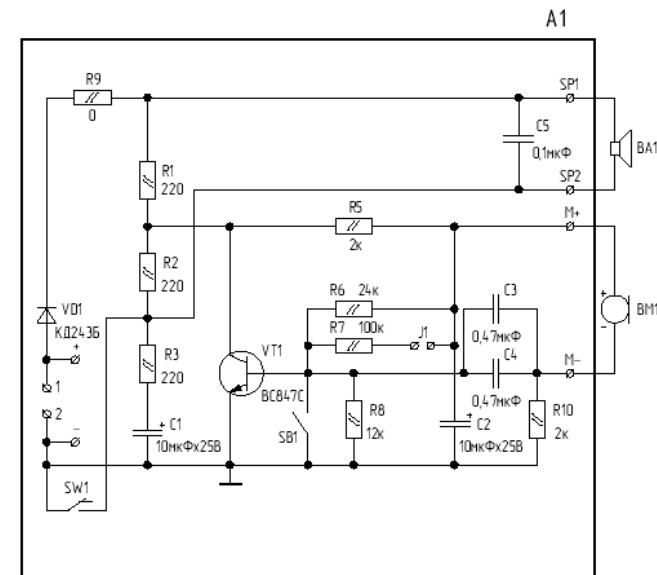 A1
R9
0
SP1
C5
0,1мкФ
BA1
R1
220
SP2
R5
2к
M+
R2
220
R6 24к
C3
+
BM1
-
VD1
КД243Б
R7 100к
J1
0,47мкФ
+
R3
220
VT1
C4
M-
1
BC847C
0,47мкФ
2
C1
+
10мкФх25В
SB1
R8
12к
+
C2
10мкФх25В
R10
2к
-
SW1